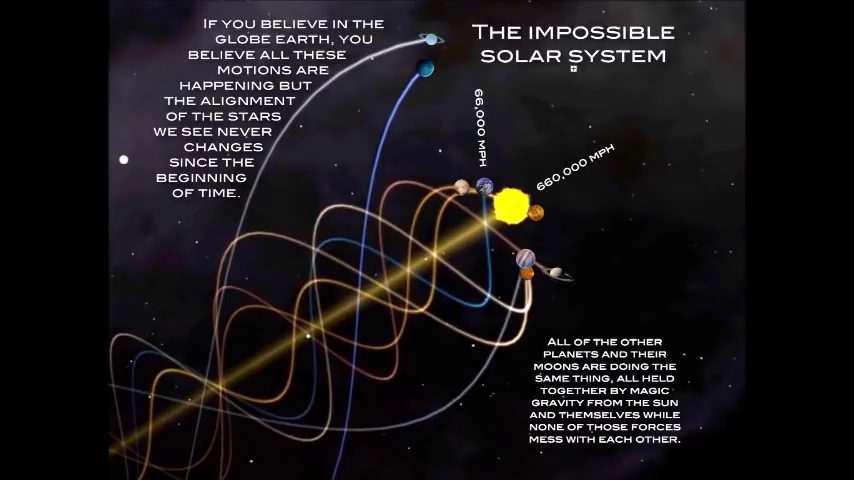 IF YOU BELIEVE IN THE
GLOBE EARTH, YOU
BELIEVE ALL THESE
MOTIONS ARE
HAPPENING BUT
THE ALIGNMENT
OF THE STARS
WE SEE NEVER
CHANGES
SINCE THE
BEGINNING
OF TIME.
THE IMPOSSIBLE
SOLAR SYSTEM
66,000 MPH
660,000 MPH
ALL OF THE OTHER
PLANETS AND THEIR
MOONS ARE DOING THE
SAME THING, ALL HELD
TOGETHER BY MAGIC
GRAVITY FROM THE SUN
AND THEMSELVES WHILE
NONE OF THOSE FORCES
MESS WITH EACH OTHER.